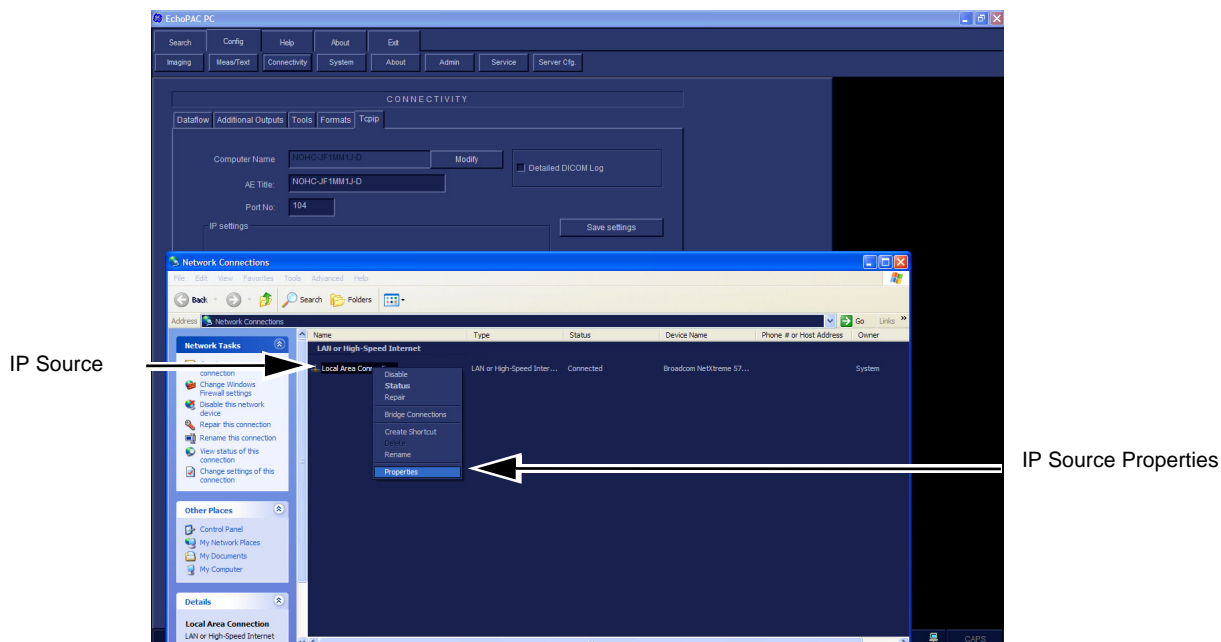 EchoPAC PC
Search Config Help About Exit
Imaging Meas/Text Connectivity System About Admin Service Server Cfg.
CONNECTIVITY
Dataflow Additional Outputs Tools Formats Tcpip
Computer Name NOHC-JF1MM1J-D Modify
Detailed DICOM Log
AE Title: NOHC-JF1MM1J-D
Port No: 104
IP settings
Save settings
Network Connections
File Edit View Favorites Tools Advanced Help
Back Search Folders
Address Network Connections Go Links »
Name Type Status Device Name Phone # or Host Address Owner
Network Tasks
LAN or High-Speed Internet
IP Source
Local Area Conn LAN or High-Speed Inter... Connected Broadcom NetXtreme 57... System
connection
Change Windows
Firewall settings
Disable this network
device
Repair this connection
Rename this connection
View status of this
connection
Change settings of this
connection
Disable
Status
Repair
Bridge Connections
Create Shortcut
Delete
Rename
Properties
IP Source Properties
Other Places
Control Panel
My Network Places
My Documents
My Computer
Details
Local Area Connection
LAN or High-Speed Internet
CAPS